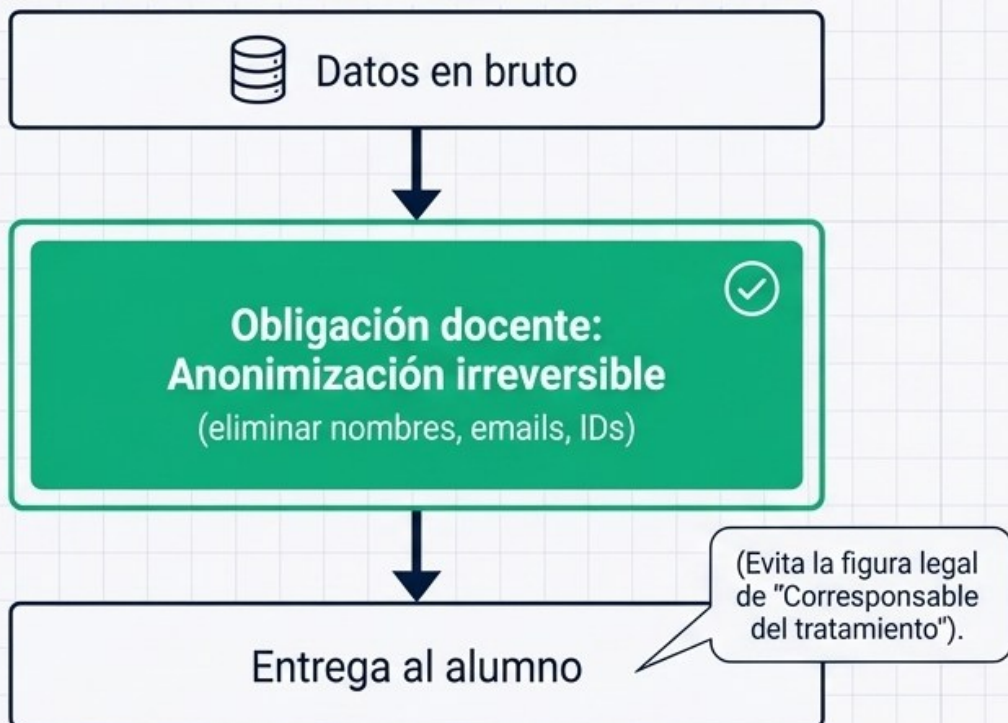 Datos en bruto
Obligación docente:
Anonimización irreversible
(eliminar nombres, emails, IDs)
(Evita la figura legal
de "Corresponsable
del tratamiento").
Entrega al alumno